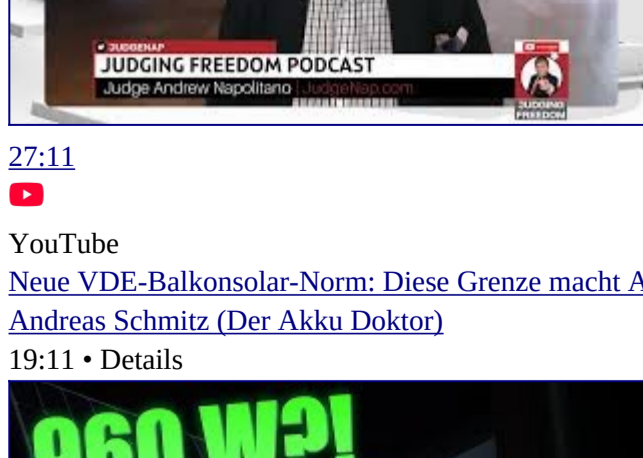 JUDGENAP
JUDGING FREEDOM PODCAST
Judge Andrew Napolitano JudgeNap.com
JUDGING
FREEDOM
27:11
YouTube
Neue VDE-Balkonsolar-Norm: Diese Grenze macht A
Andreas Schmitz (Der Akku Doktor)
19:11 • Details
960 W?!